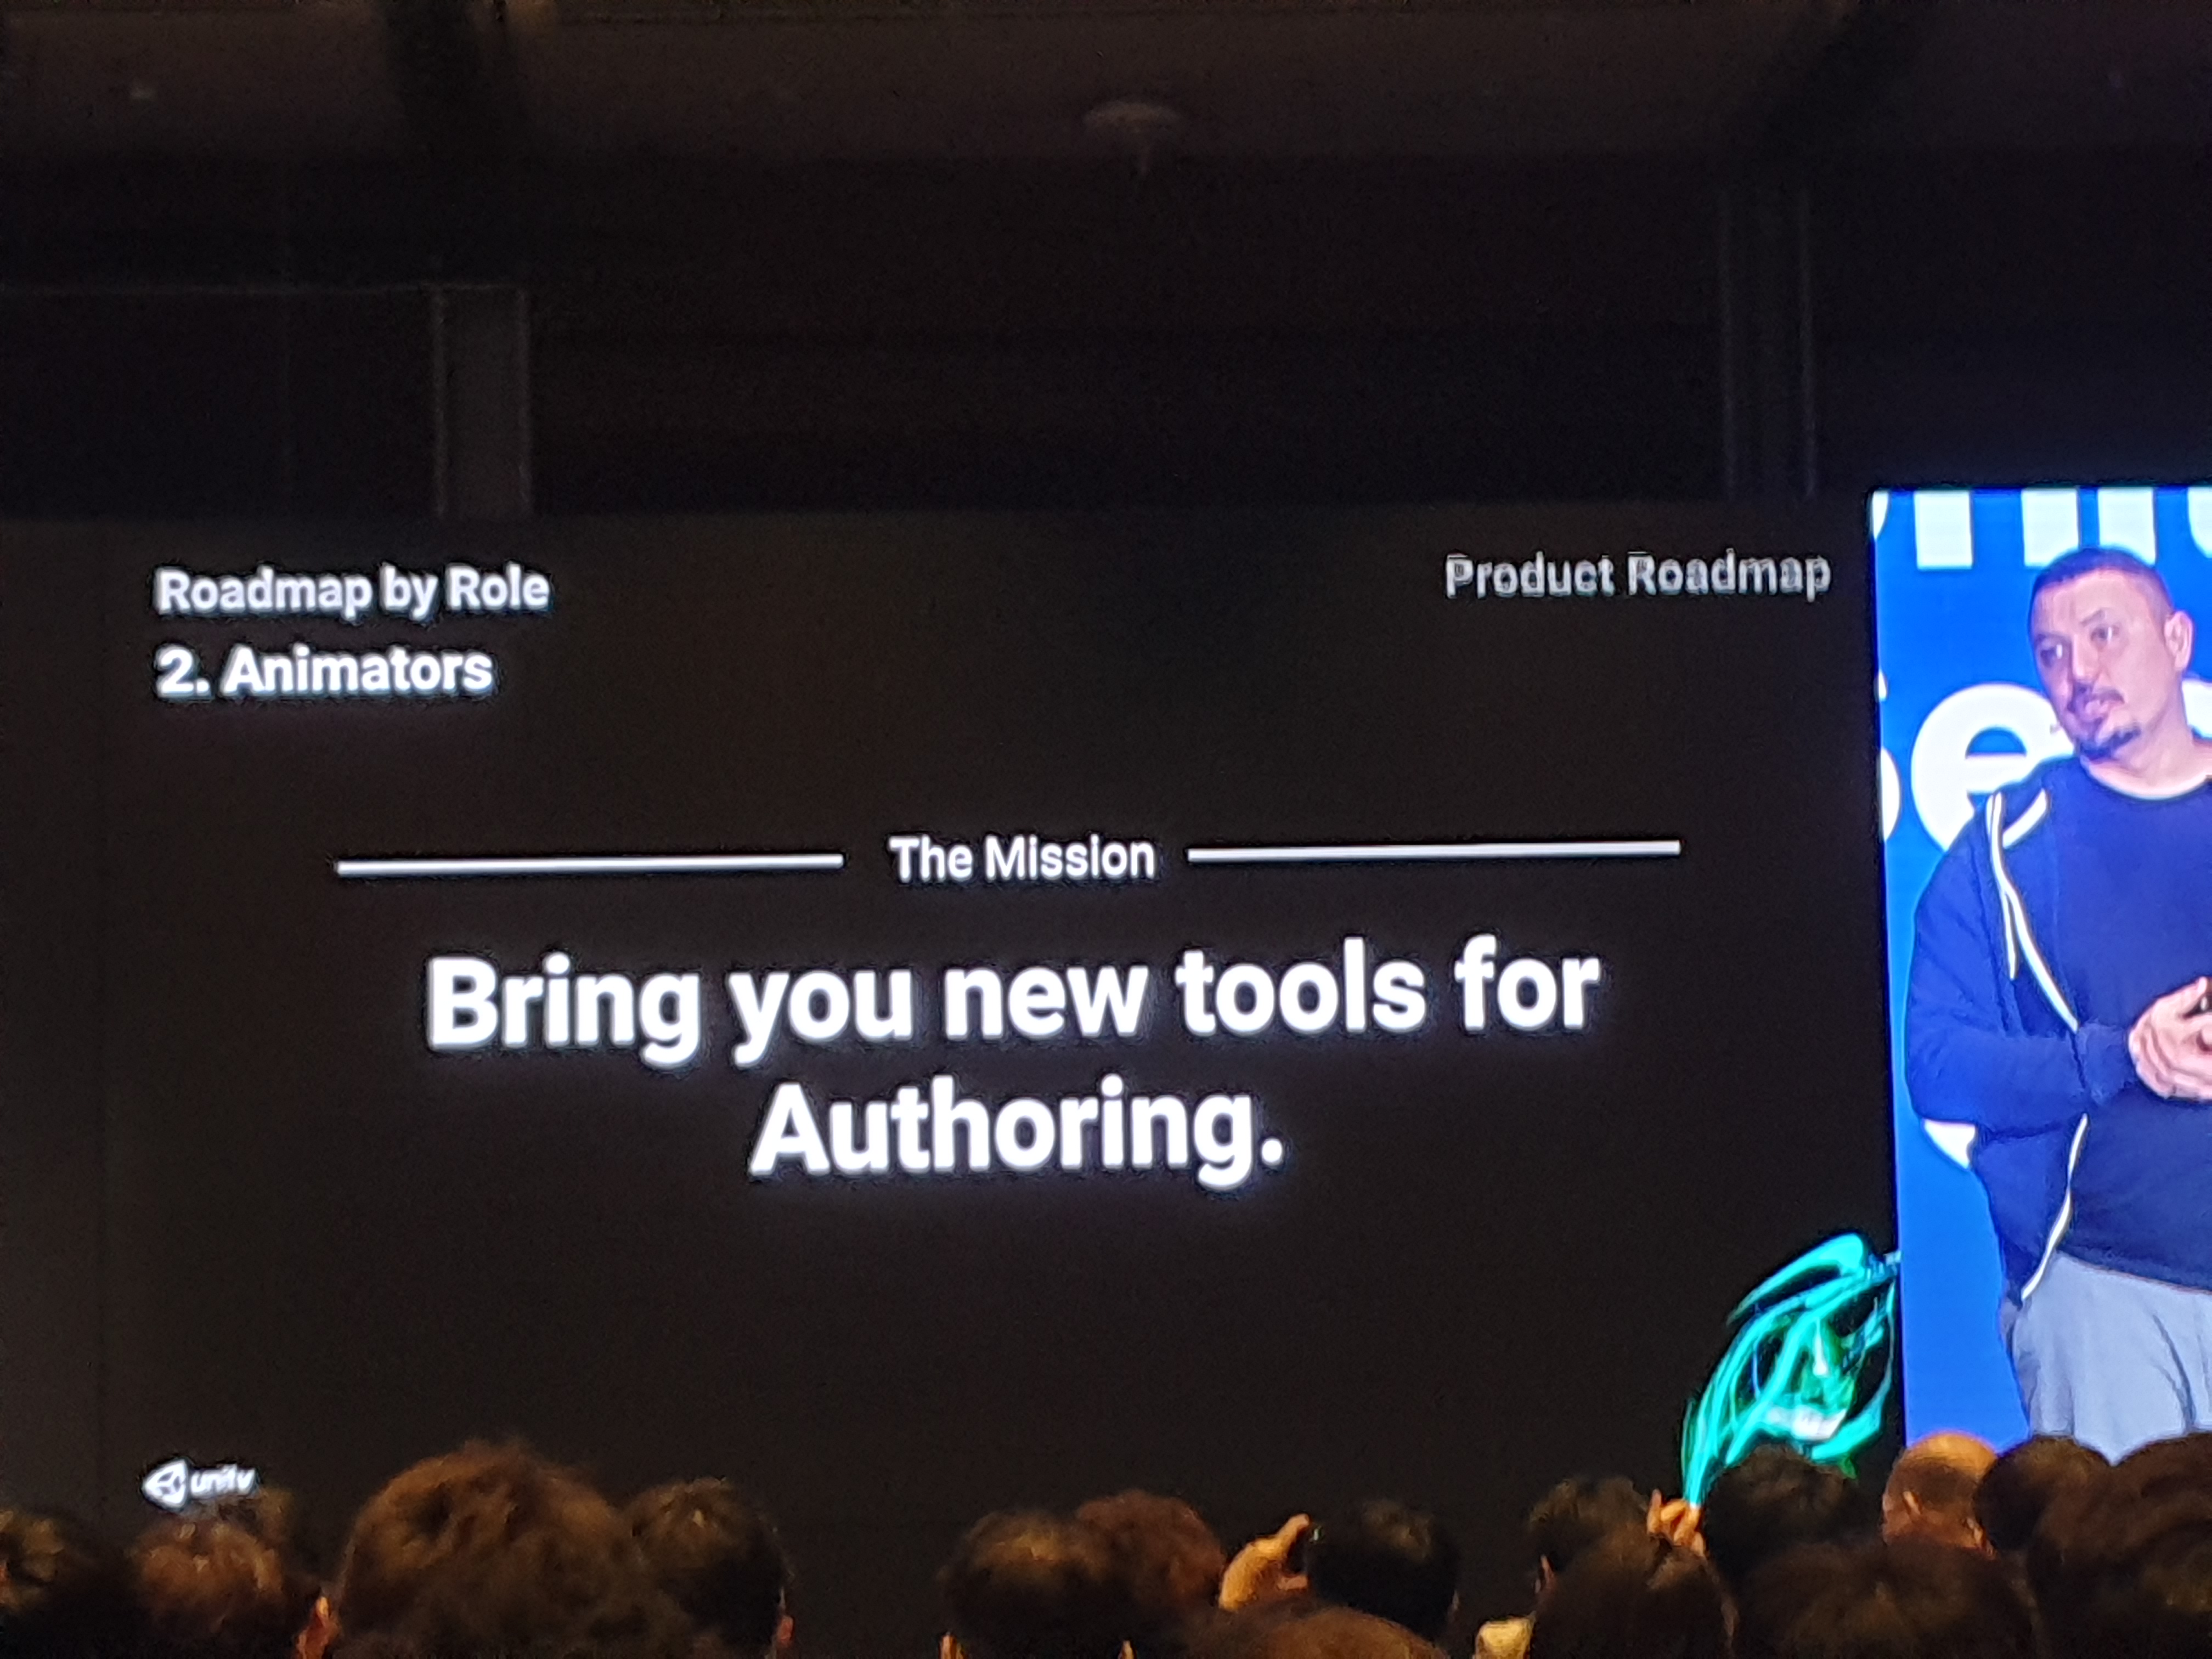 Roadmap by Role
2. Animators
Product Roadmap
The Mission
Bring you new tools for
Authoring.
unity